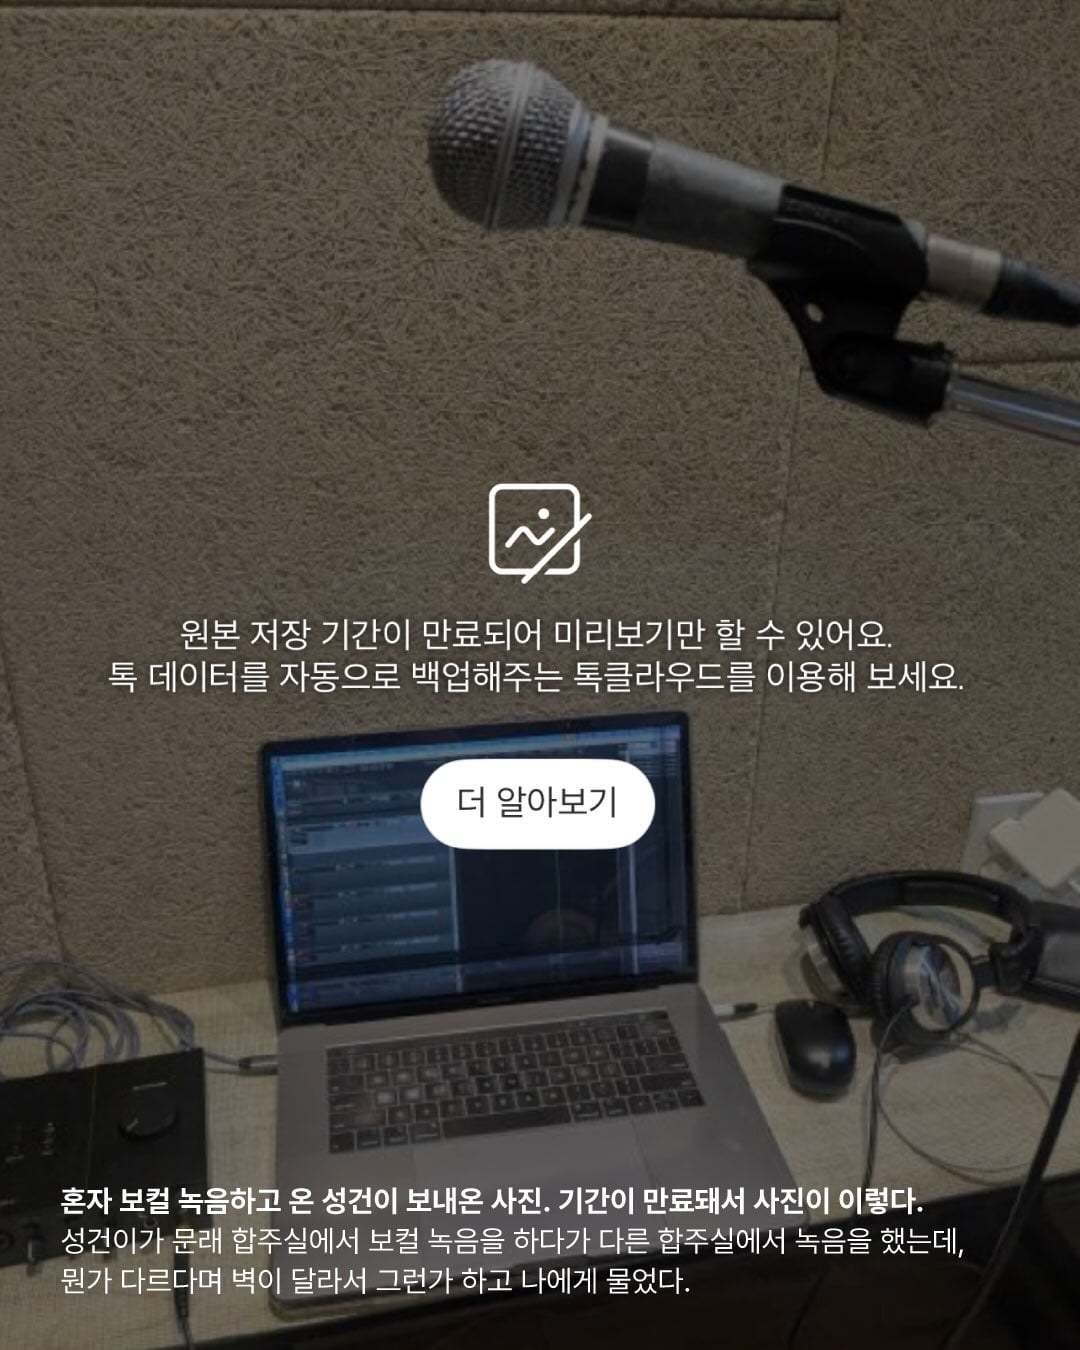 원본 저장 기간이 만료되어 미리보기만 할 수 있어요.
톡 데이터를 자동으로 백업해주는 톡클라우드를 이용해 보세요.
더 알아보기
혼자 보컬 녹음하고 온 성건이 보내온 사진. 기간이 만료돼서 사진이 이렇다.
성건이가 문래 합주실에서 보컬 녹음을 하다가 다른 합주실에서 녹음을 했는데,
뭔가 다르다며 벽이 달라서 그런가 하고 나에게 물었다.